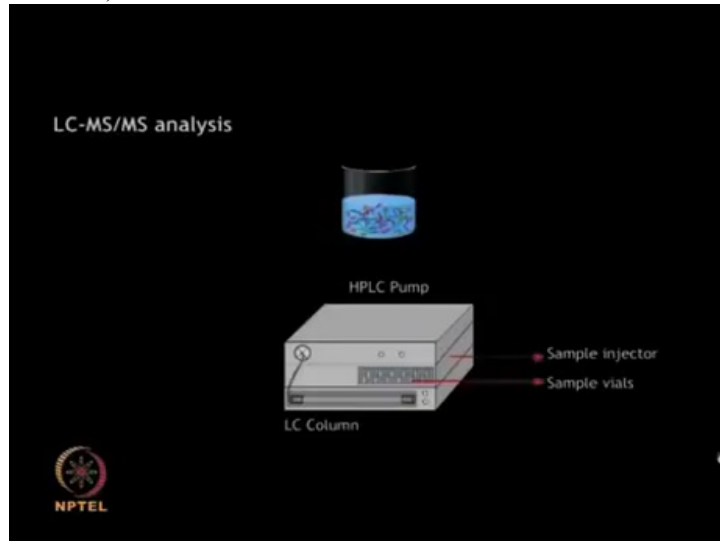 LC-MS/MS analysis
HPLC Pump
Sample injector
Sample vials
LC Column
NPTEL